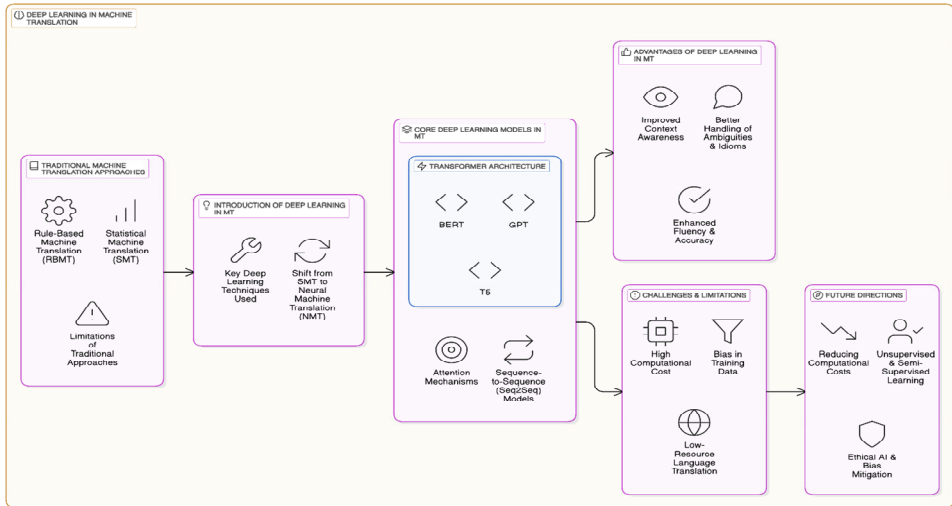 DEEP LEARNING IN MACHINE
TRANSLATION
TRADITIONAL MACHINE
TRANSLATION APPROACHES
Rule-Based
Machine
Translation
(RBMT)
Statistical
Machine
Translation
(SMT)
Limitations
of
Traditional
Approaches
INTRODUCTION OF DEEP LEARNING
IN MT
Key Deep
Learning
Techniques
Used
Shift from
SMT to
Neural
Machine
Translation
(NMT)
CORE DEEP LEARNING MODELS IN
MT
TRANSFORMER ARCHITECTURE
BERT
GPT
T5
Attention
Mechanisms
Sequence-
to-Sequence
(Seq2Seq)
Models
ADVANTAGES OF DEEP LEARNING
IN MT
Improved
Context
Awareness
Better
Handling of
Ambiguities
& Idioms
Enhanced
Fluency &
Accuracy
CHALLENGES & LIMITATIONS
High
Computational
Cost
Bias in
Training
Data
Low-
Resource
Language
Translation
FUTURE DIRECTIONS
Reducing
Computational
Costs
Unsupervised
& Semi-
Supervised
Learning
Ethical AI &
Bias
Mitigation